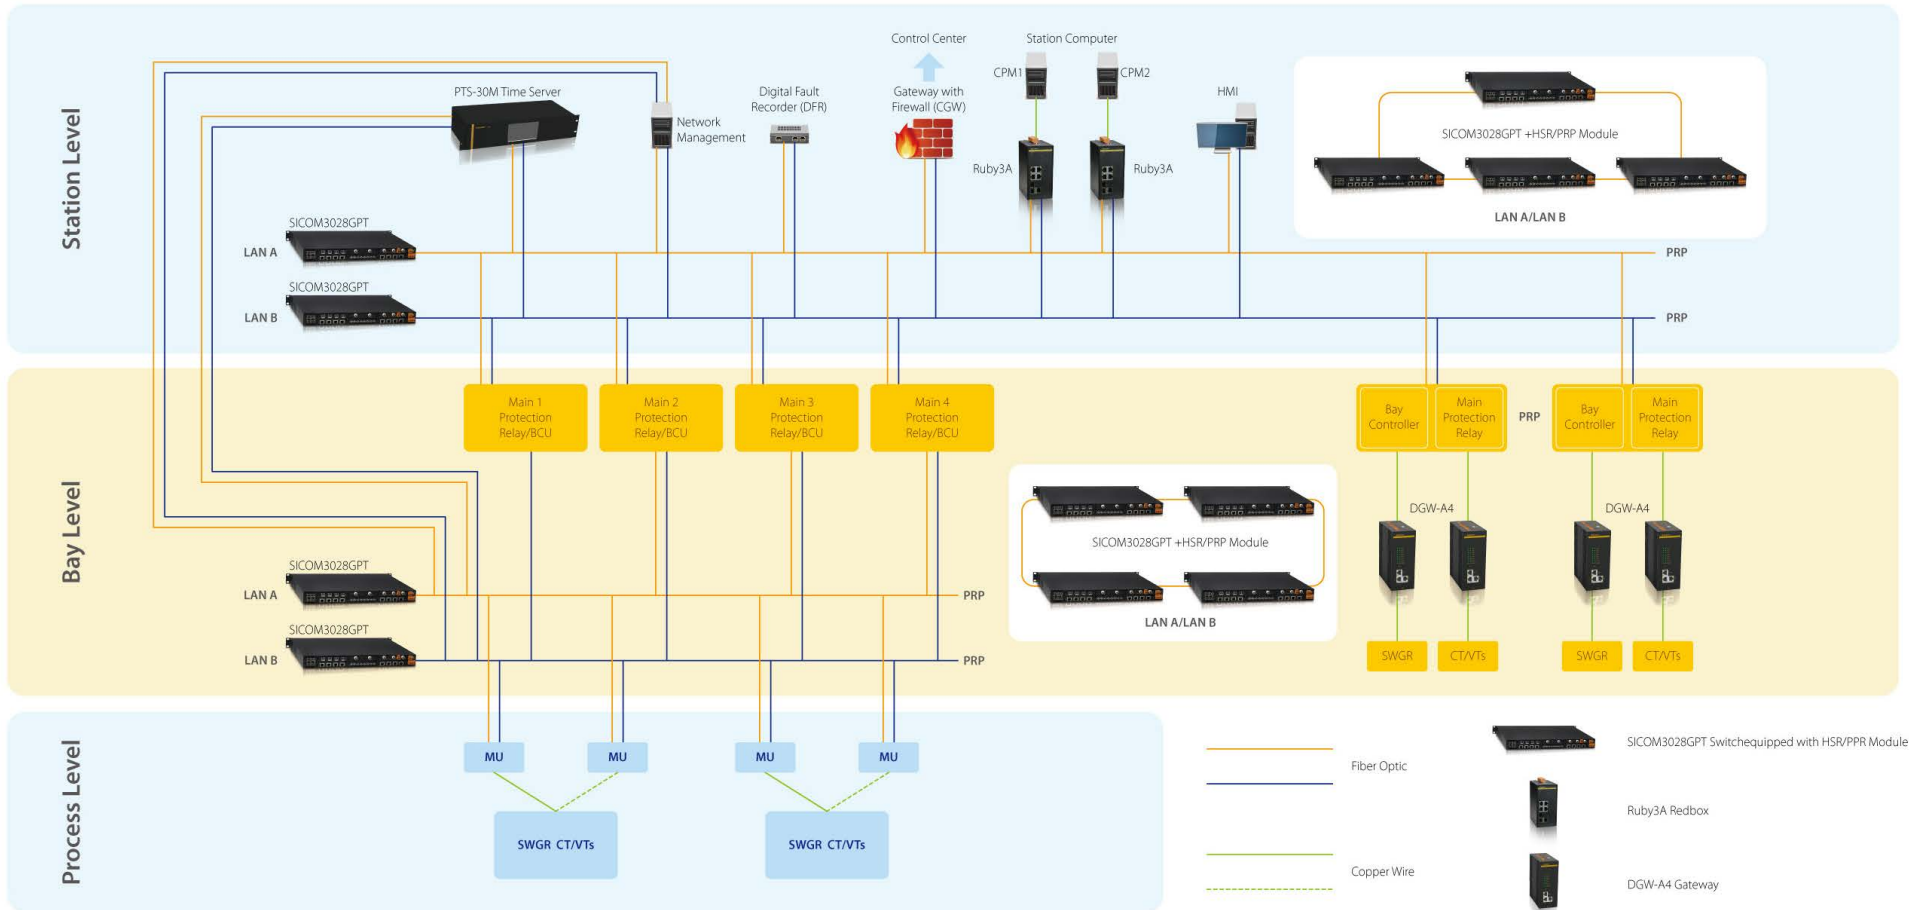 Station Level
Control Center
Station Computer
CPM1
CPM2
PTS-30M Time Server
Network
Management
Digital Fault
Recorder (DFR)
Gateway with
Firewall (CGW)
HMI
Ruby3A
Ruby3A
SICOM3028GPT +HSR/PRP Module
LAN A/LAN B
SICOM3028GPT
LAN A
PRP
SICOM3028GPT
LAN B
PRP
Bay Level
Main 1
Protection
Relay/BCU
Main 2
Protection
Relay/BCU
Main 3
Protection
Relay/BCU
Main 4
Protection
Relay/BCU
Bay
Controller
Main
Protection
Relay
PRP
Bay
Controller
Main
Protection
Relay
DGW-A4
DGW-A4
SICOM3028GPT +HSR/PRP Module
LAN A/LAN B
SICOM3028GPT
LAN A
PRP
SICOM3028GPT
LAN B
PRP
SWGR
CT/VTs
SWGR
CT/VTs
Process Level
MU
MU
MU
MU
SWGR CT/VTs
SWGR CT/VTs
Fiber Optic
Copper Wire
SICOM3028GPT Switchequipped with HSR/PPR Module
Ruby3A Redbox
DGW-A4 Gateway